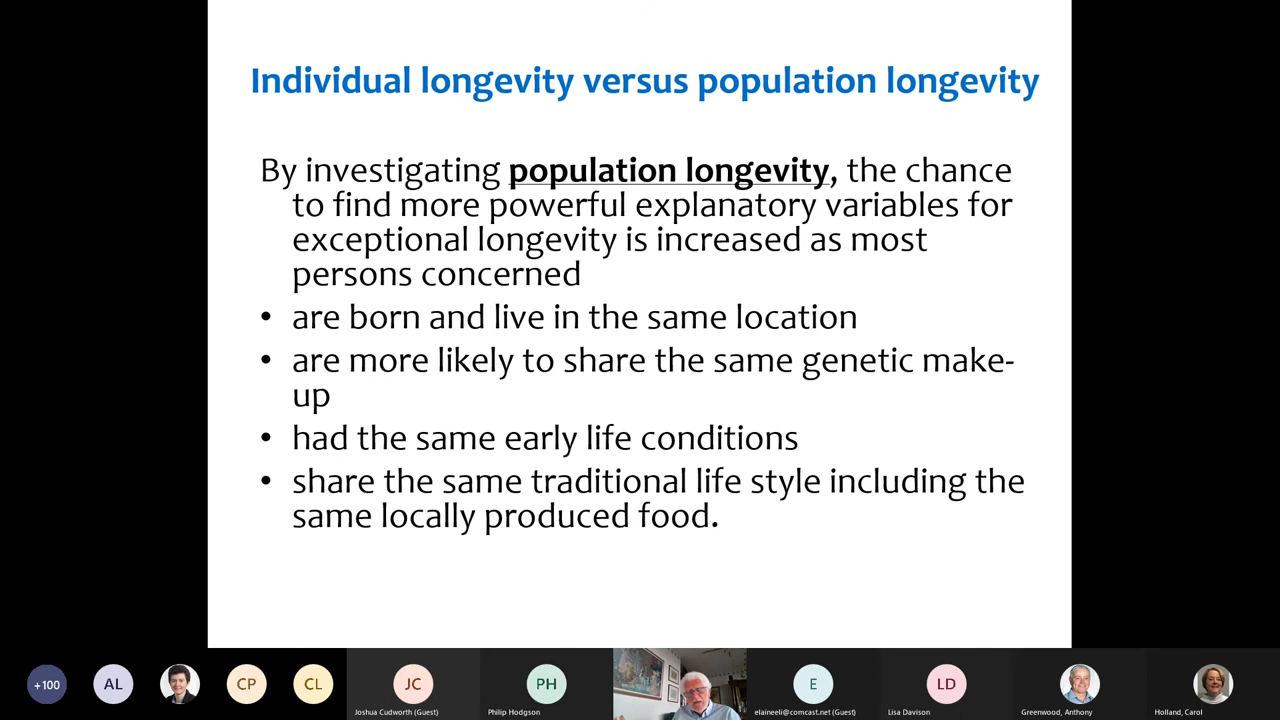 Individual longevity versus population longevity
By investigating population longevity, the chance
to find more powerful explanatory variables for
exceptional longevity is increased as most
persons concerned
• are born and live in the same location
• are more likely to share the same genetic make-
up
• had the same early life conditions
• share the same traditional life style including the
same locally produced food.
+100
AL
CP
CL
JC
Joshua Cudworth (Guest)
PH
Philip Hodgson
E
elaineeli@comcast.net (Guest)
LD
Lisa Davison
Greenwood, Anthony
Holland, Carol